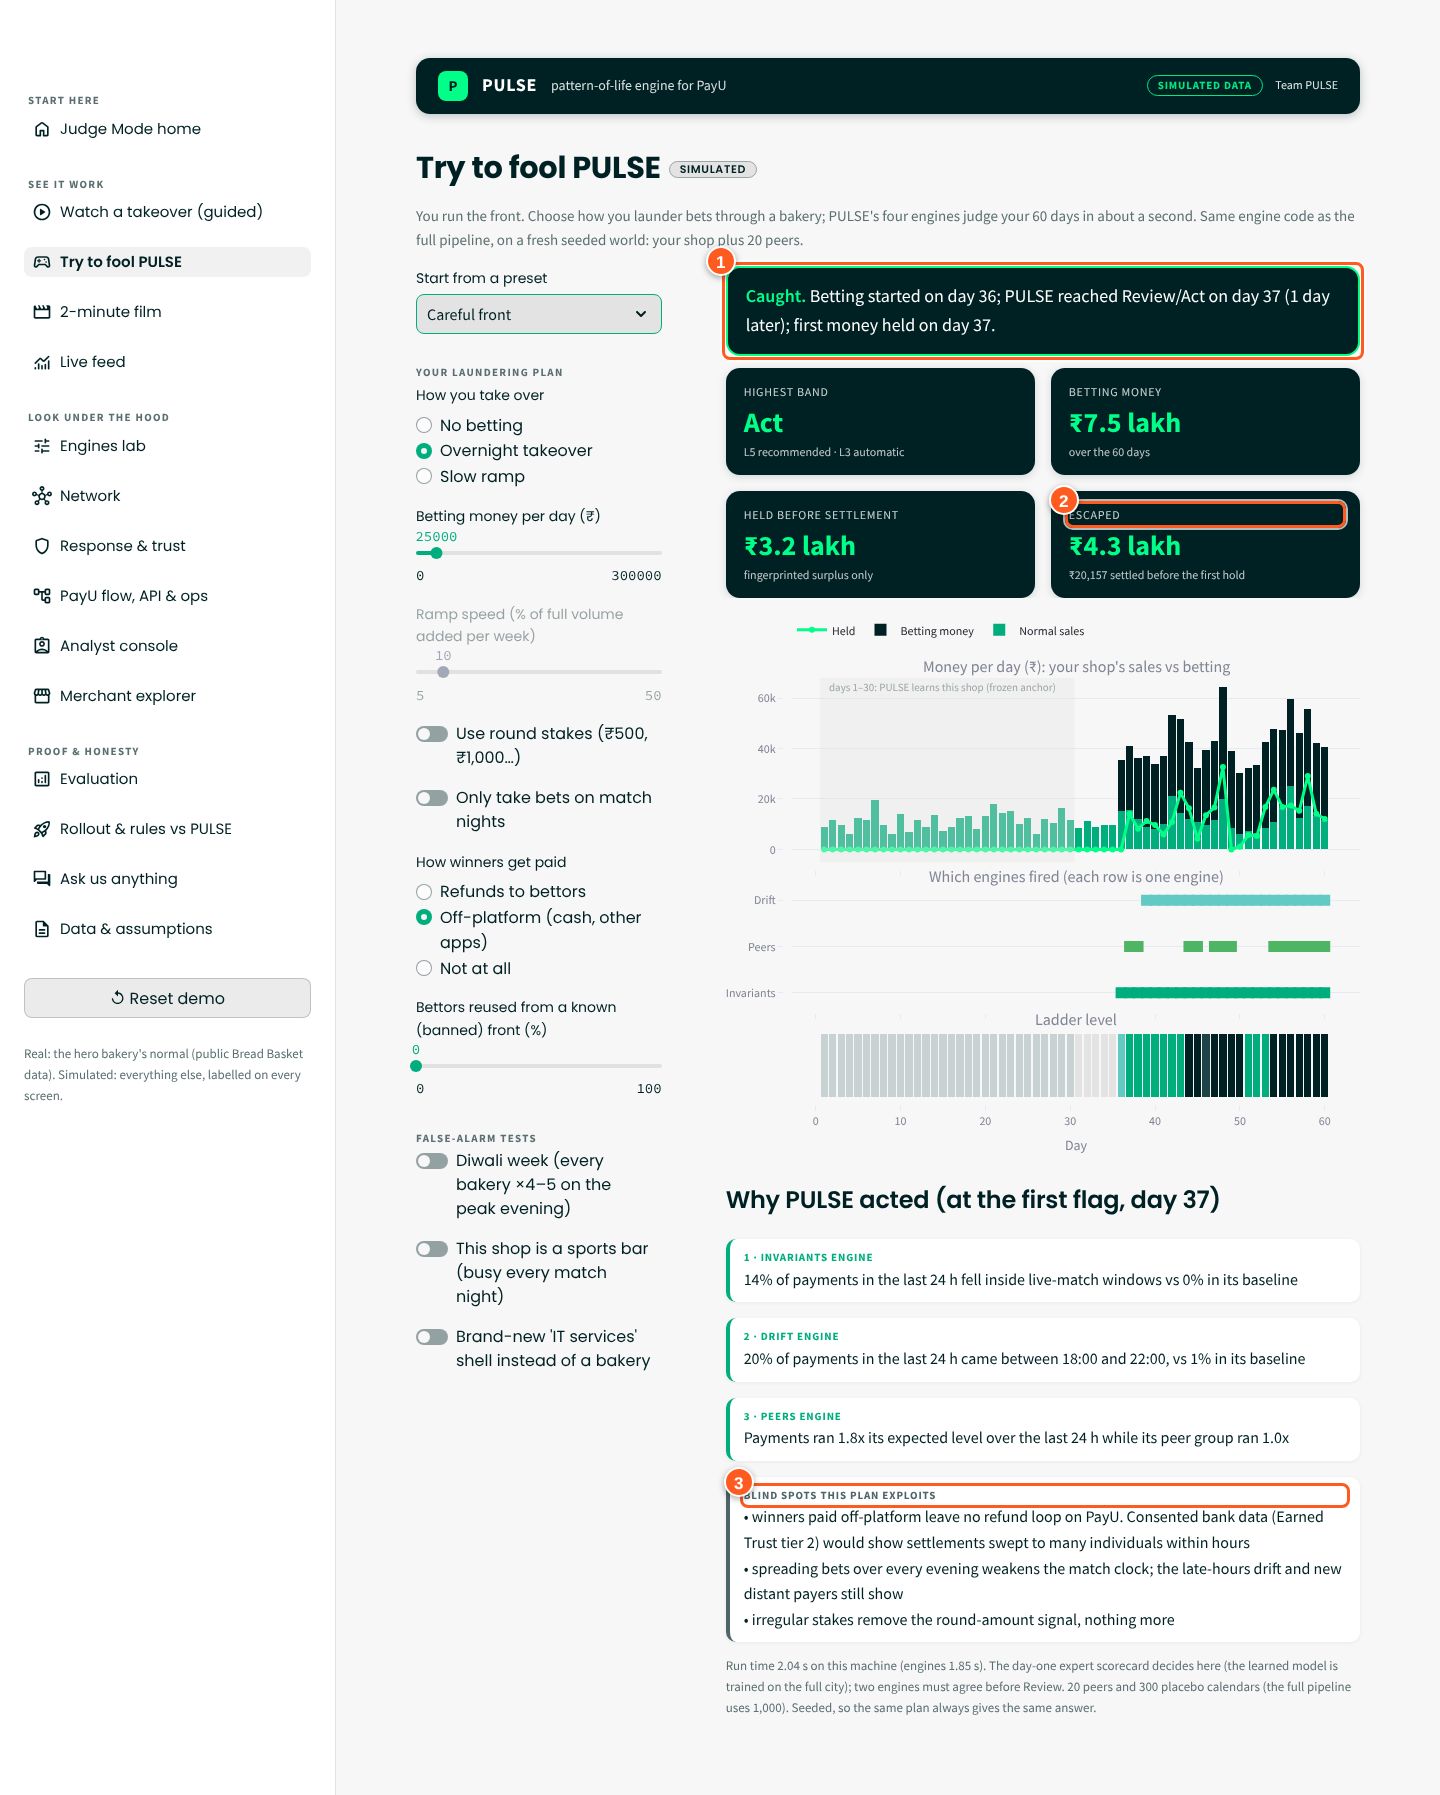 START HERE
Judge Mode home
SEE IT WORK
Watch a takeover (guided)
Try to fool PULSE
2-minute film
Live feed
LOOK UNDER THE HOOD
Engines lab
Network
Response & trust
PayU flow, API & ops
Analyst console
Merchant explorer
PROOF & HONESTY
Evaluation
Rollout & rules vs PULSE
Ask us anything
Data & assumptions
Reset demo
Real: the hero bakery's normal (public Bread Basket
data). Simulated: everything else, labelled on every
screen.
P PULSE pattern-of-life engine for PayU
SIMULATED DATA Team PULSE
Try to fool PULSE SIMULATED
You run the front. Choose how you launder bets through a bakery; PULSE's four engines judge your 60 days in about a second. Same engine code as the
full pipeline, on a fresh seeded world: your shop plus 20 peers.
Start from a preset
Careful front
YOUR LAUNDERING PLAN
How you take over
No betting
Overnight takeover
Slow ramp
Betting money per day (₹)
25000
0 300000
Ramp speed (% of full volume
added per week)
10
5 50
Use round stakes (₹500,
₹1,000…)
Only take bets on match
nights
How winners get paid
Refunds to bettors
Off-platform (cash, other
apps)
Not at all
Bettors reused from a known
(banned) front (%)
0
0 100
FALSE-ALARM TESTS
Diwali week (every
bakery ×4–5 on the
peak evening)
This shop is a sports bar
(busy every match
night)
Brand-new 'IT services'
shell instead of a bakery
1
Caught. Betting started on day 36; PULSE reached Review/Act on day 37 (1 day
later); first money held on day 37.
HIGHEST BAND
Act
L5 recommended · L3 automatic
BETTING MONEY
₹7.5 lakh
over the 60 days
HELD BEFORE SETTLEMENT
₹3.2 lakh
fingerprinted surplus only
2
ESCAPED
₹4.3 lakh
₹20,157 settled before the first hold
Held Betting money Normal sales
Money per day (₹): your shop's sales vs betting
days 1–30: PULSE learns this shop (frozen anchor)
60k
40k
20k
0
Which engines fired (each row is one engine)
Drift
Peers
Invariants
Ladder level
0 10 20 30 40 50 60
Day
Why PULSE acted (at the first flag, day 37)
1 · INVARIANTS ENGINE
14% of payments in the last 24 h fell inside live-match windows vs 0% in its baseline
2 · DRIFT ENGINE
20% of payments in the last 24 h came between 18:00 and 22:00, vs 1% in its baseline
3 · PEERS ENGINE
Payments ran 1.8x its expected level over the last 24 h while its peer group ran 1.0x
3
BLIND SPOTS THIS PLAN EXPLOITS
• winners paid off-platform leave no refund loop on PayU. Consented bank data (Earned
Trust tier 2) would show settlements swept to many individuals within hours
• spreading bets over every evening weakens the match clock; the late-hours drift and new
distant payers still show
• irregular stakes remove the round-amount signal, nothing more
Run time 2.04 s on this machine (engines 1.85 s). The day-one expert scorecard decides here (the learned model is
trained on the full city); two engines must agree before Review. 20 peers and 300 placebo calendars (the full pipeline
uses 1,000). Seeded, so the same plan always gives the same answer.